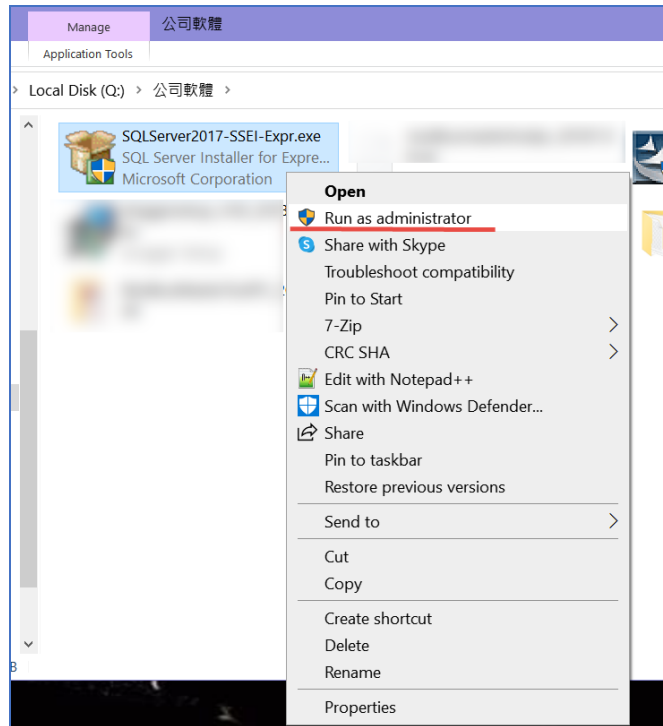 Manage
公司軟體
Application Tools
Local Disk (Q:) > 公司軟體 >
SQLServer2017-SSEI-Expr.exe
SQL Server Installer for Expre...
Microsoft Corporation
Open
Run as administrator
Share with Skype
Troubleshoot compatibility
Pin to Start
7-Zip
CRC SHA
Edit with Notepad++
Scan with Windows Defender...
Share
Pin to taskbar
Restore previous versions
Send to
Cut
Copy
Create shortcut
Delete
Rename
Properties